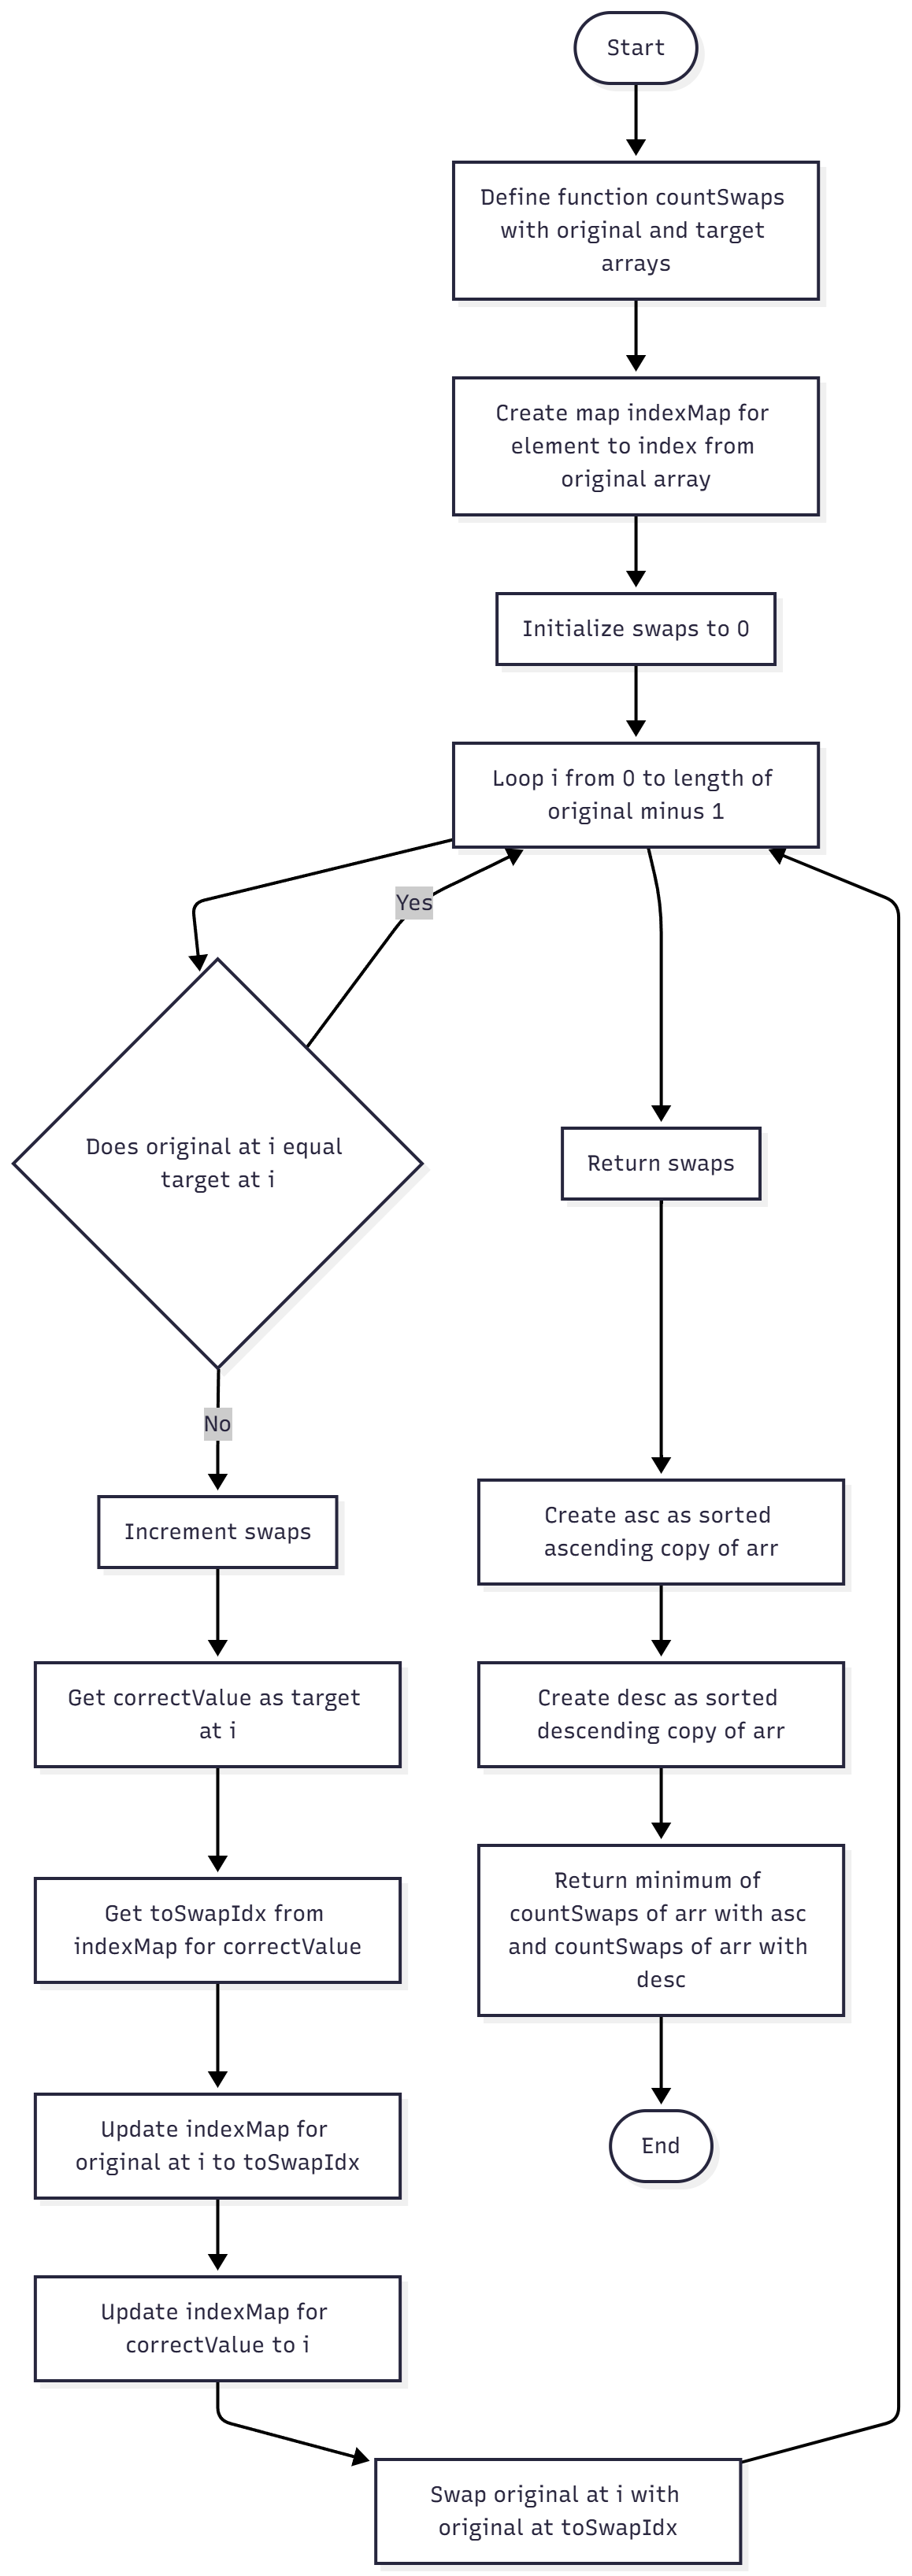 Start
Define function countSwaps
with original and target
arrays
Create map indexMap for
element to index from
original array
Initialize swaps to 0
Loop i from 0 to length of
original minus 1
Yes
Does original at i equal
target at i
Return swaps
No
Increment swaps
Create asc as sorted
ascending copy of arr
Get correctValue as target
at i
Create desc as sorted
descending copy of arr
Get toSwapIdx from
indexMap for correctValue
Return minimum of
countSwaps of arr with asc
and countSwaps of arr with
desc
Update indexMap for
original at i to toSwapIdx
End
Update indexMap for
correctValue to i
Swap original at i with
original at toSwapIdx